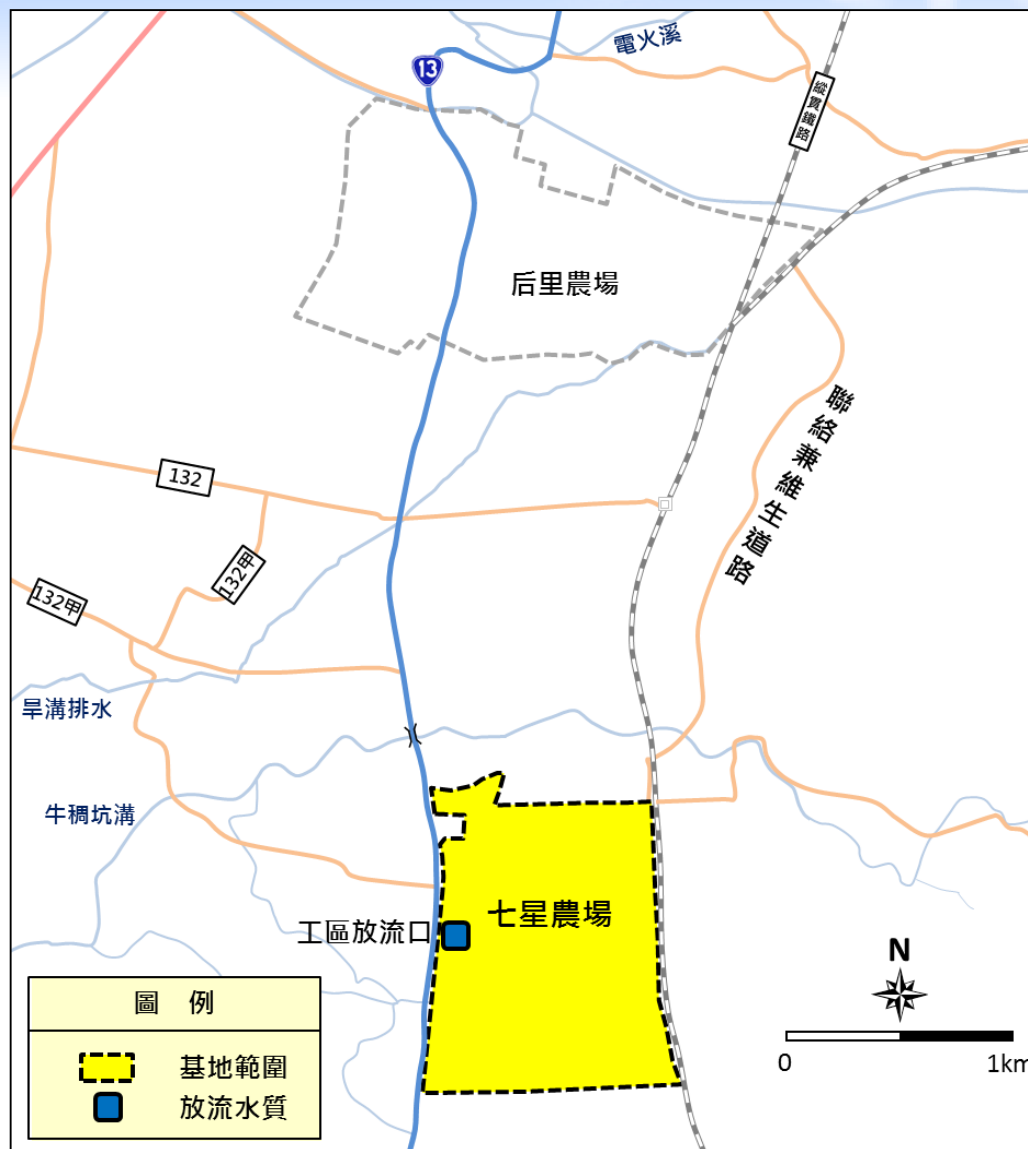 電火溪
13
縱貫鐵路
后里農場
聯絡兼維生道路
132
132甲
132甲
旱溝排水
牛稠坑溝
七星農場
工區放流口
N
圖 例
基地範圍
放流水質
0
1km